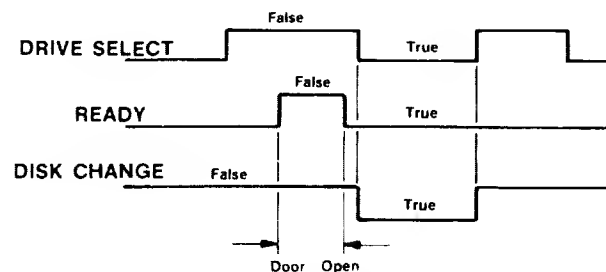 False
DRIVE SELECT
True
False
READY
True
DISK CHANGE
False
True
Door Open